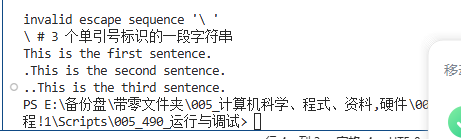 invalid escape sequence '\ '
\ # 3 个单引号标识的一段字符串
This is the first sentence.
.This is the second sentence.
..This is the third sentence.
PS E:\备份盘\带零文件夹\005_计算机科学、程式、资料,硬件\00
程!1\Scripts\005_490_运行与调试>